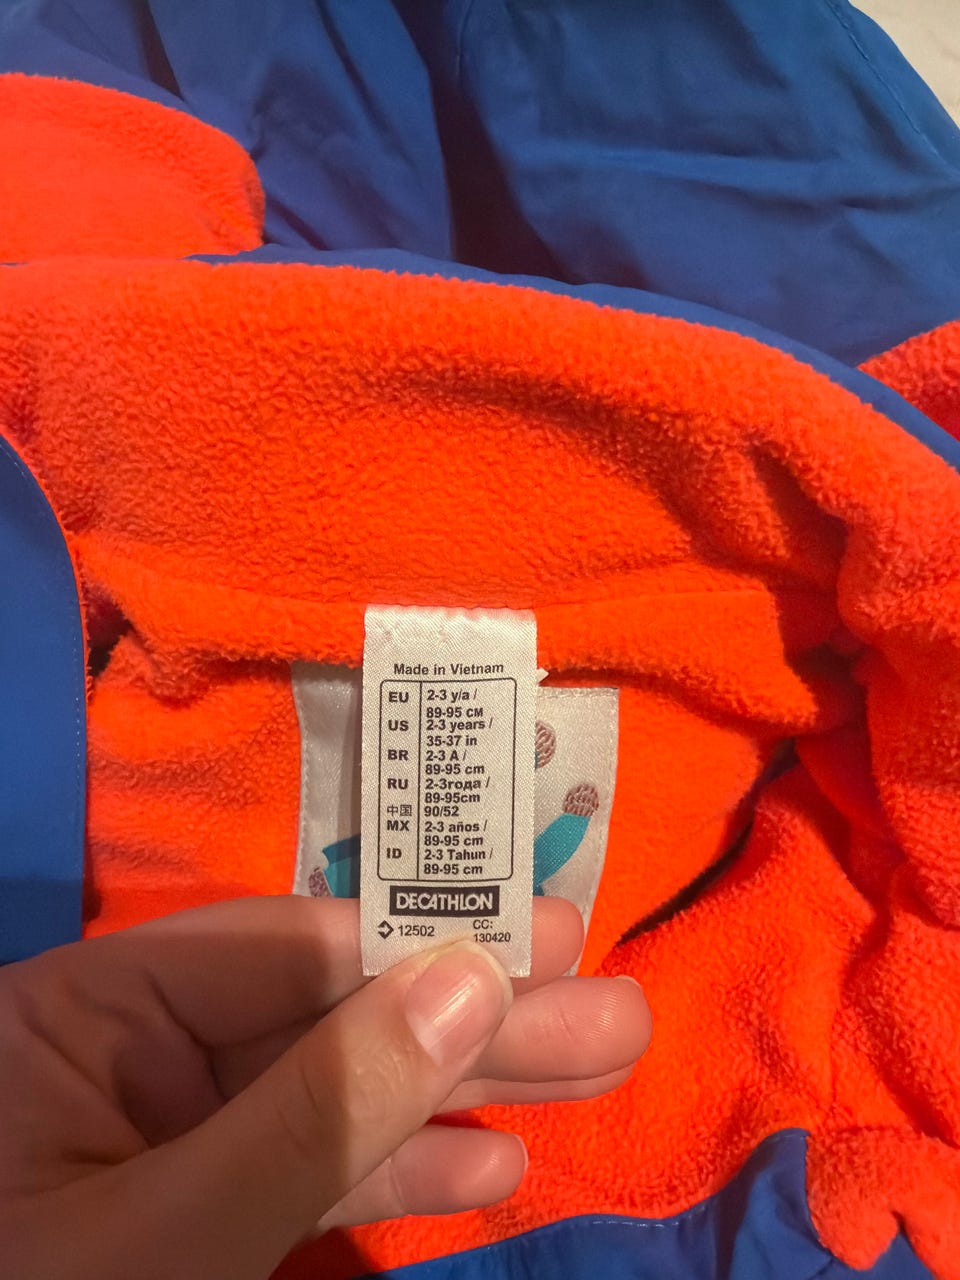 Made in Vietnam
EU 2-3 y/a /
89-95 CM
US 2-3 years /
35-37 in
BR 2-3 A /
89-95 cm
RU 2-3года /
89-95cm
中国 90/52
MX 2-3 años /
89-95 cm
ID 2-3 Tahun /
89-95 cm
DECATHLON
12502 CC:
130420